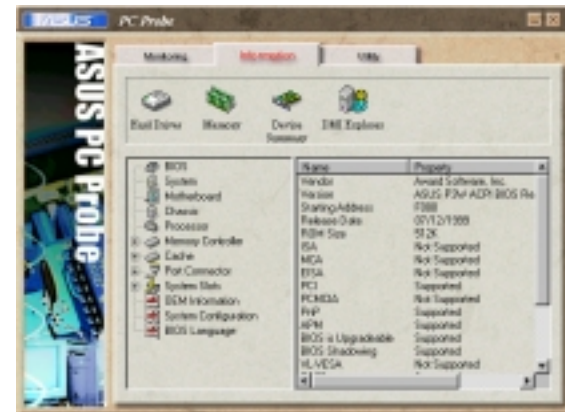 ASUS PC Probe
Monitoring Information Utility
ASUS PC Probe
Hard Drives Memory Device Summary DMI Explorer
BIOS
System
Motherboard
Chassis
Processor
Memory Controller
Cache
Port Connector
System Slots
OEM Information
System Configuration
BIOS Language
Name Property
Vendor Award Software, Inc.
Version ASUS ACPI BIOS Re
Starting Address F000
Release Date 07/12/1999
ROM Size 512K
ISA Not Supported
MCA Not Supported
EISA Not Supported
PCI Supported
PCMCIA Not Supported
PnP Supported
APM Supported
BIOS is Upgradeable Supported
BIOS Shadowing Supported
VL-VESA Not Supported